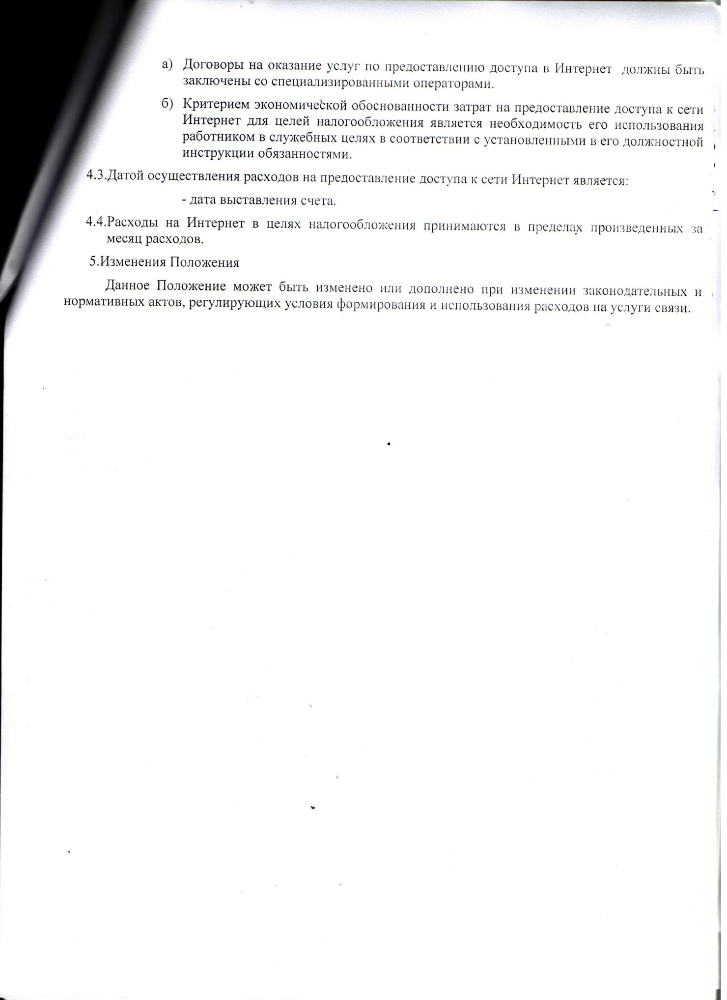 а) Договоры на оказание услуг по предоставлению доступа в Интернет должны быть
заключены со специализированными операторами.
б) Критерием экономической обоснованности затрат на предоставление доступа к сети
Интернет для целей налогообложения является необходимость его использования
работником в служебных целях в соответствии с установленными в его должностной
инструкции обязанностями.
4.3.Датой осуществления расходов на предоставление доступа к сети Интернет является:
- дата выставления счета.
4.4.Расходы на Интернет в целях налогообложения принимаются в пределах произведенных за
месяц расходов.
5.Изменения Положения
Данное Положение может быть изменено или дополнено при изменении законодательных и
нормативных актов, регулирующих условия формирования и использования расходов на услуги связи.